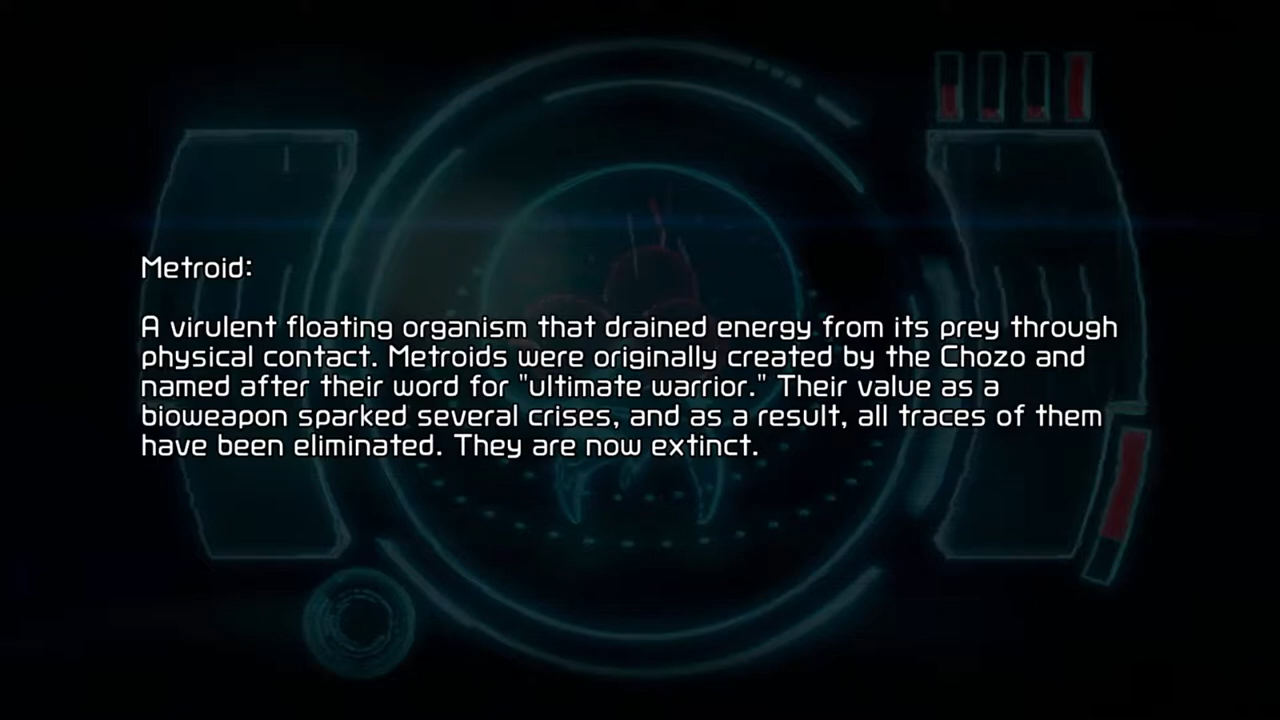 Metroid:
A virulent floating organism that drained energy from its prey through
physical contact. Metroids were originally created by the Chozo and
named after their word for "ultimate warrior." Their value as a
bioweapon sparked several crises, and as a result, all traces of them
have been eliminated. They are now extinct.